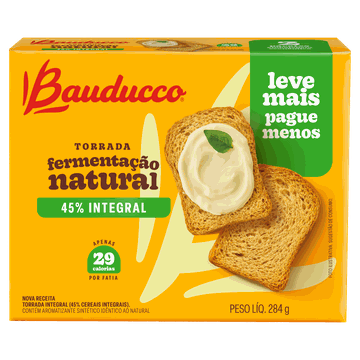 Bauducco
leve
mais
pague
menos
TORRADA
fermentação
natural
45% INTEGRAL
APENAS
29
calorias
POR FATIA
NOVA RECEITA
TORRADA INTEGRAL (45% CEREAIS INTEGRAIS).
CONTÉM AROMATIZANTE SINTÉTICO IDÊNTICO AO NATURAL
PESO LÍQ. 284 g